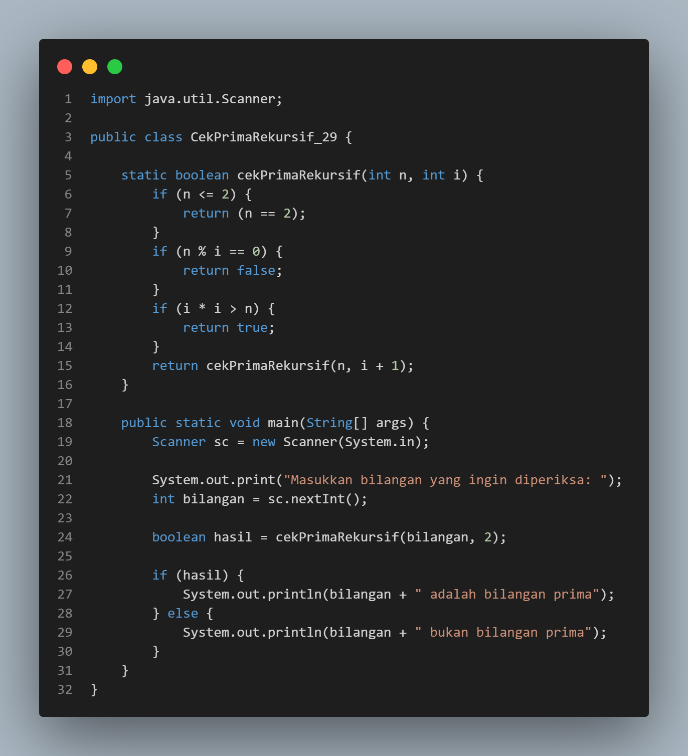 1 import java.util.Scanner;
2
3 public class CekPrimaRekursif_29 {
4
5     static boolean cekPrimaRekursif(int n, int i) {
6         if (n <= 2) {
7             return (n == 2);
8         }
9         if (n % i == 0) {
10             return false;
11         }
12         if (i * i > n) {
13             return true;
14         }
15         return cekPrimaRekursif(n, i + 1);
16     }
17
18     public static void main(String[] args) {
19         Scanner sc = new Scanner(System.in);
20
21         System.out.print("Masukkan bilangan yang ingin diperiksa: ");
22         int bilangan = sc.nextInt();
23
24         boolean hasil = cekPrimaRekursif(bilangan, 2);
25
26         if (hasil) {
27             System.out.println(bilangan + " adalah bilangan prima");
28         } else {
29             System.out.println(bilangan + " bukan bilangan prima");
30         }
31     }
32 }